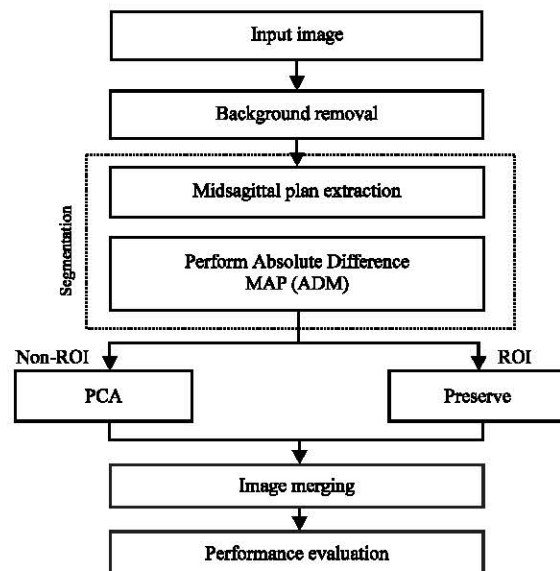 Input image
Background removal
Segmentation
Midsagittal plan extraction
Perform Absolute Difference
MAP (ADM)
Non-ROI
ROI
PCA
Preserve
Image merging
Performance evaluation